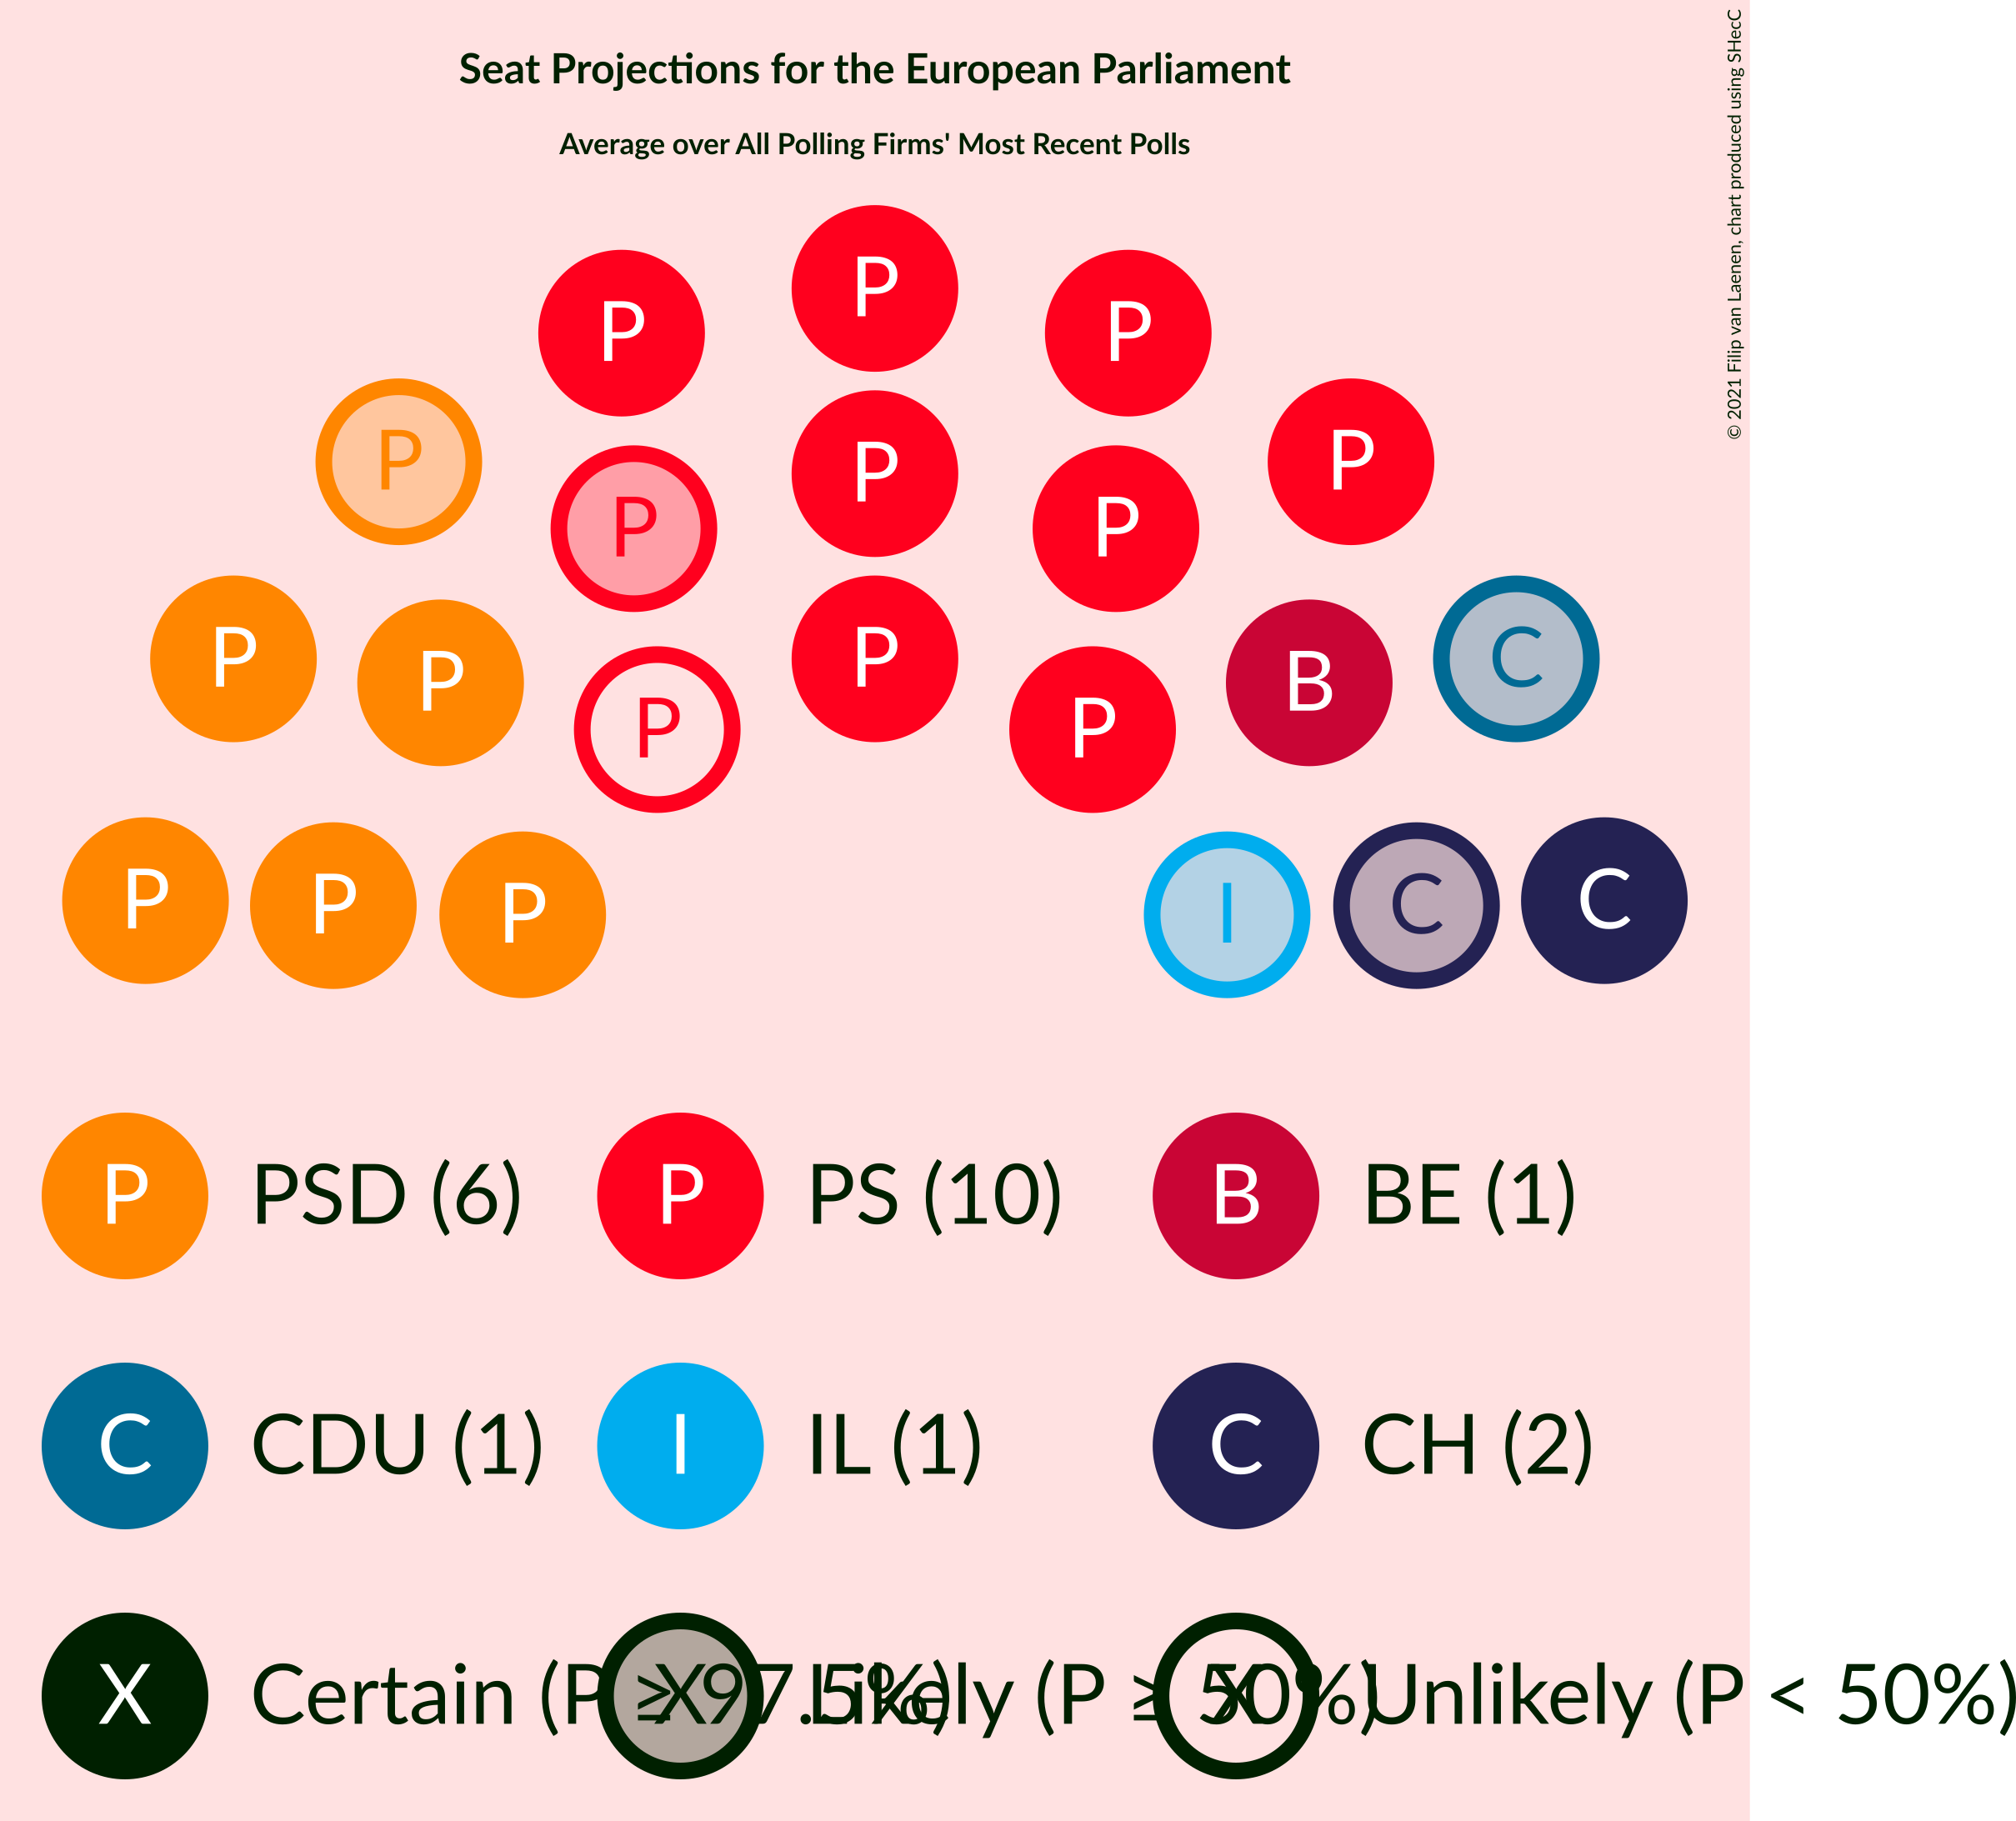 Seat Projections for the European Parliament
Average over All Polling Firms' Most Recent Polls
© 2021 Filip van Laenen, chart produced using SHecC
P
P P
P P
P
P P
P
P P P
P B C
P P
P P P I C C
P PSD (6) P PS (10) B BE (1)
C CDU (1) I IL (1) C CH (2)
X Certain (P ≥ 97.5%) X Likely (P ≥ 50%) X Unlikely (P < 50%)